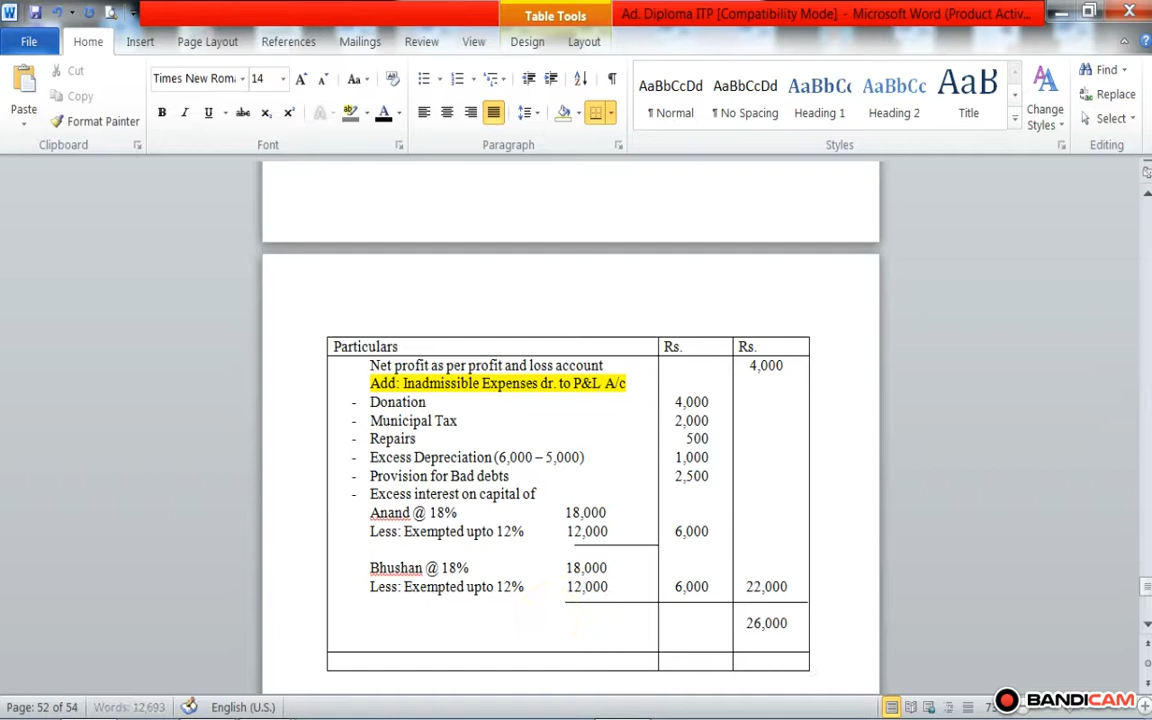 Table Tools
Ad. Diploma ITP [Compatibility Mode] - Microsoft Word (Product Activ...
File Home Insert Page Layout References Mailings Review View Design Layout
Cut
Copy
Format Painter
Paste
Times New Rom 14
AaBbCcDd AaBbCcDd AaBbCc AaBbCc AaB
¶ Normal ¶ No Spacing Heading 1 Heading 2 Title
Change Styles
Find
Replace
Select
Clipboard Font Paragraph Styles Editing
Particulars Rs. Rs.
Net profit as per profit and loss account 4,000
Add: Inadmissible Expenses dr. to P&L A/c
- Donation 4,000
- Municipal Tax 2,000
- Repairs 500
- Excess Depreciation (6,000 – 5,000) 1,000
- Provision for Bad debts 2,500
- Excess interest on capital of
Anand @ 18% 18,000
Less: Exempted upto 12% 12,000 6,000
Bhushan @ 18% 18,000
Less: Exempted upto 12% 12,000 6,000 22,000
26,000
Page: 52 of 54 Words: 12,693 English (U.S.)
BANDICAM